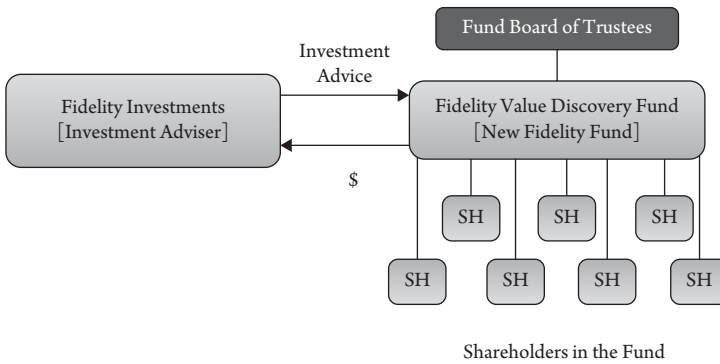 Fund Board of Trustees
Investment
Advice
Fidelity Investments
[Investment Adviser]
Fidelity Value Discovery Fund
[New Fidelity Fund]
$
SH
SH
SH
SH
SH
SH
SH
Shareholders in the Fund